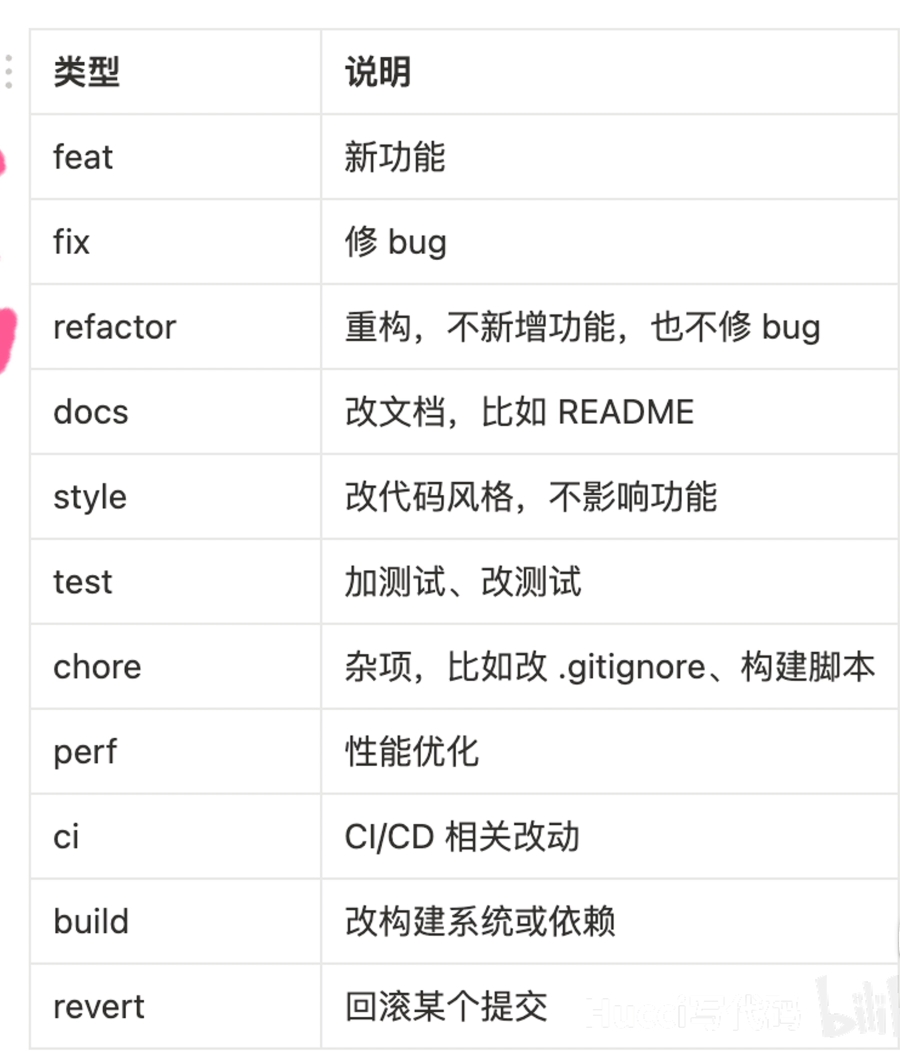 类型 说明
feat 新功能
fix 修 bug
refactor 重构，不新增功能，也不修 bug
docs 改文档，比如 README
style 改代码风格，不影响功能
test 加测试、改测试
chore 杂项，比如改 .gitignore、构建脚本
perf 性能优化
ci CI/CD 相关改动
build 改构建系统或依赖
revert 回滚某个提交